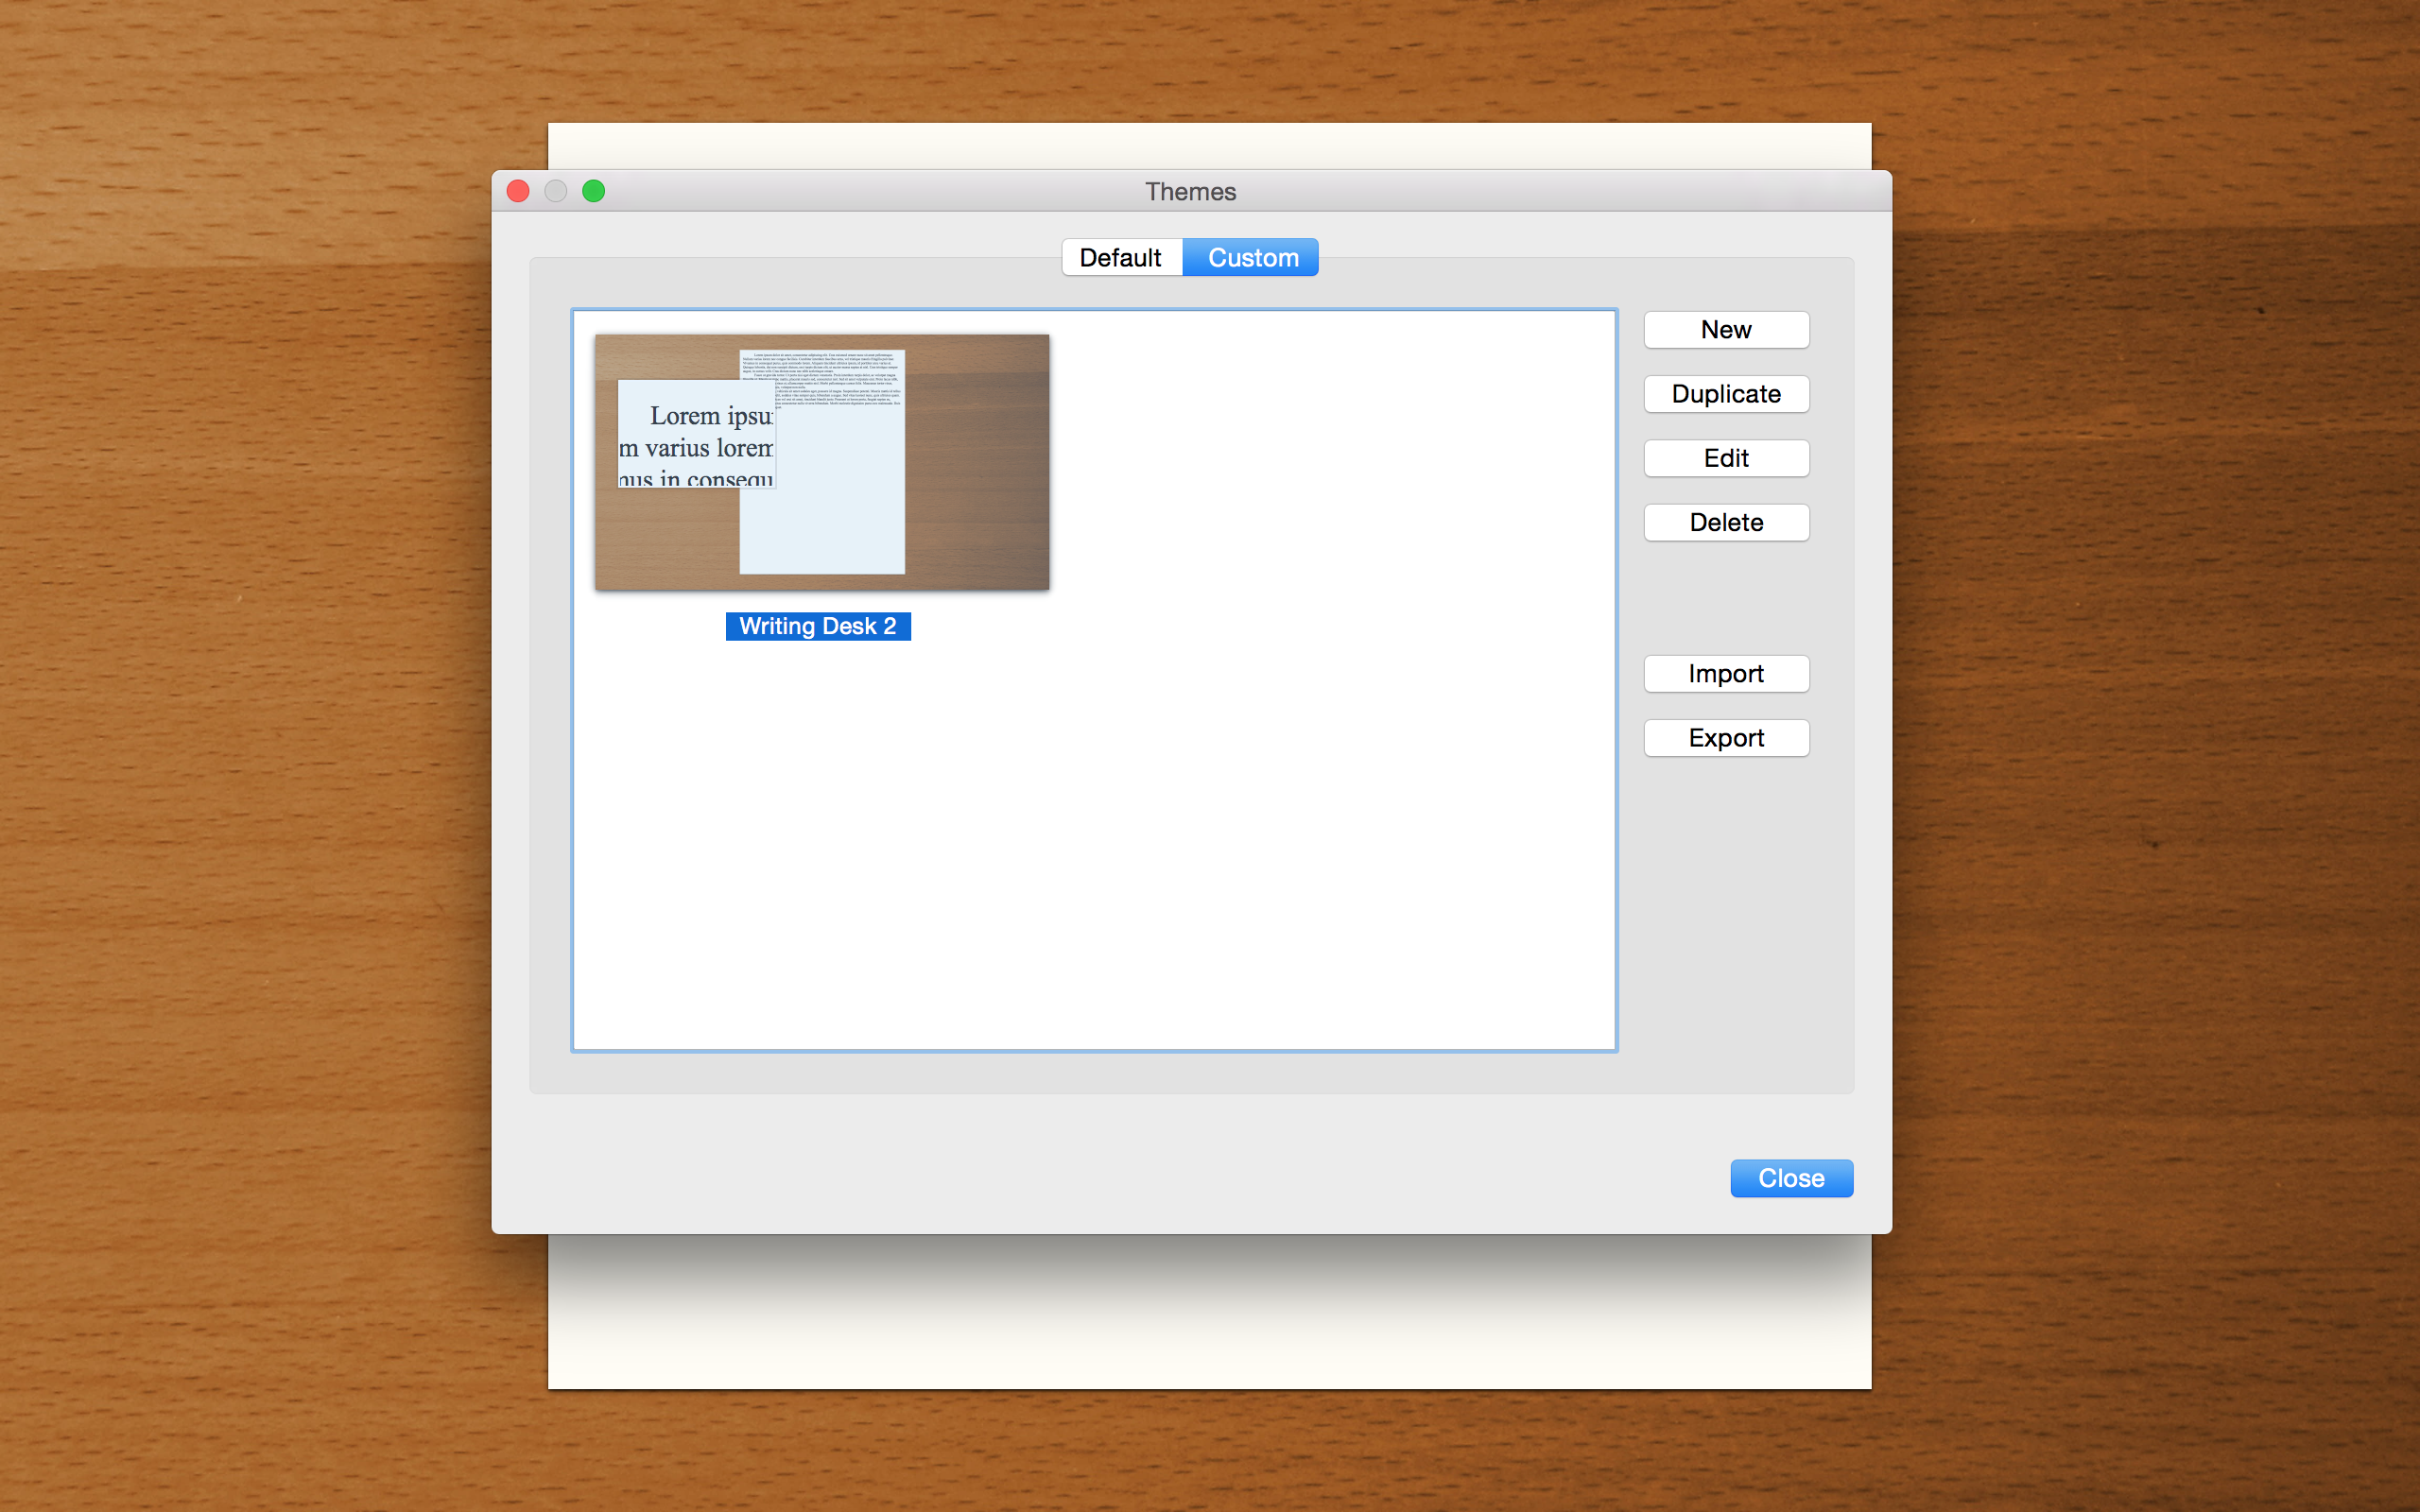 Themes
Default
Custom
New
Duplicate
Edit
Delete
Import
Export
Lorem ipsu
m varius lorem
nus in consequ
Writing Desk 2
Close